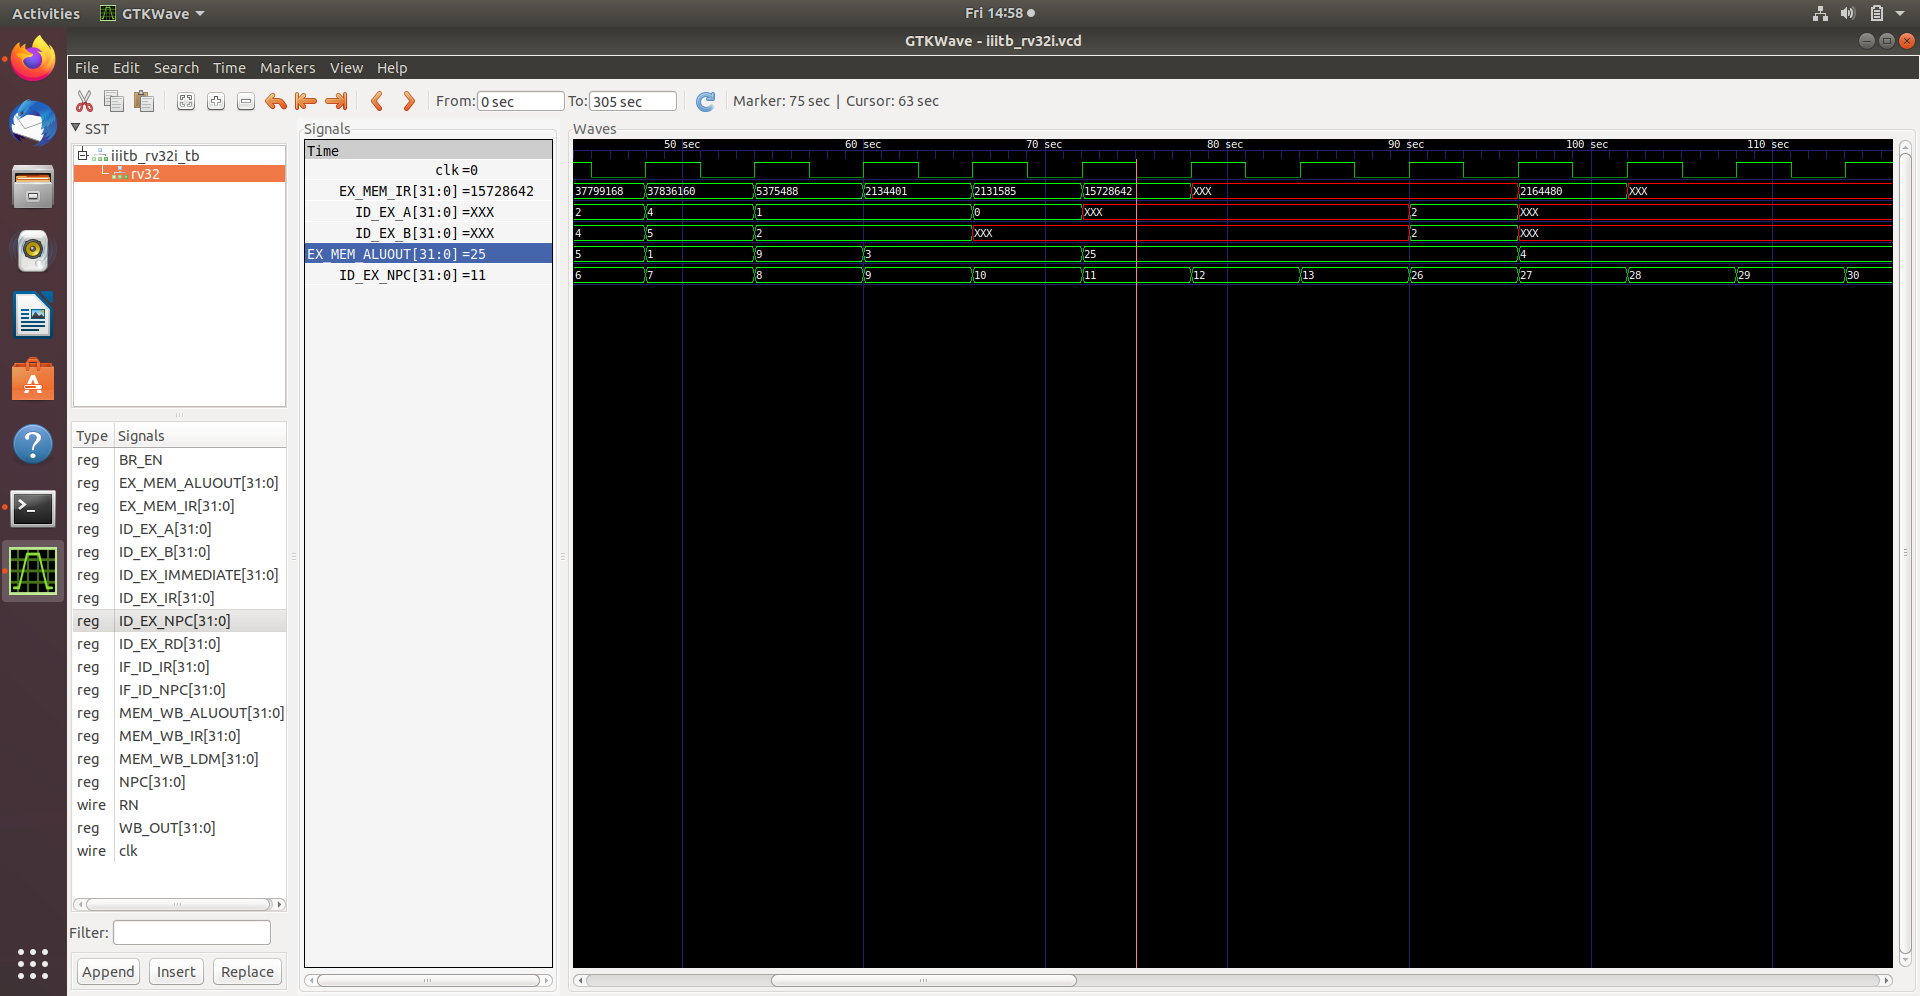 Activities GTKWave Fri 14:58
GTKWave - iiitb_rv32i.vcd
File Edit Search Time Markers View Help
From: 0 sec To: 305 sec Marker: 75 sec | Cursor: 63 sec
SST
iiitb_rv32i_tb
rv32
Type Signals
reg BR_EN
reg EX_MEM_ALUOUT[31:0]
reg EX_MEM_IR[31:0]
reg ID_EX_A[31:0]
reg ID_EX_B[31:0]
reg ID_EX_IMMEDIATE[31:0]
reg ID_EX_IR[31:0]
reg ID_EX_NPC[31:0]
reg ID_EX_RD[31:0]
reg IF_ID_IR[31:0]
reg IF_ID_NPC[31:0]
reg MEM_WB_ALUOUT[31:0]
reg MEM_WB_IR[31:0]
reg MEM_WB_LDM[31:0]
reg NPC[31:0]
wire RN
reg WB_OUT[31:0]
wire clk
Filter:
Append Insert Replace
Signals
Time
clk =0
EX_MEM_IR[31:0] =15728642
ID_EX_A[31:0] =XXX
ID_EX_B[31:0] =XXX
EX_MEM_ALUOUT[31:0] =25
ID_EX_NPC[31:0] =11
Waves
50 sec 60 sec 70 sec 80 sec 90 sec 100 sec 110 sec
37799168 37836160 5375488 2134401 2131585 15728642 XXX 2164480 XXX
2 4 1 0 XXX 2 XXX
4 5 2 XXX 2 XXX
5 1 9 3 25 4
6 7 8 9 10 11 12 13 26 27 28 29 30